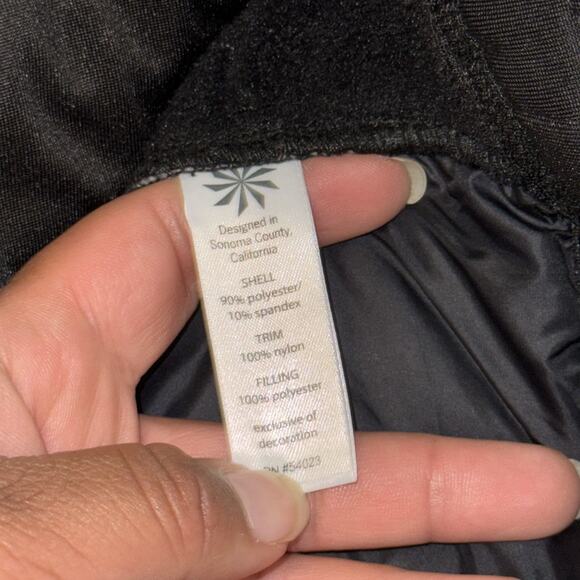 Designed in
Sonoma County,
California
SHELL
90% polyester/
10% spandex
TRIM
100% nylon
FILLING
100% polyester
exclusive of
decoration
RN #54023